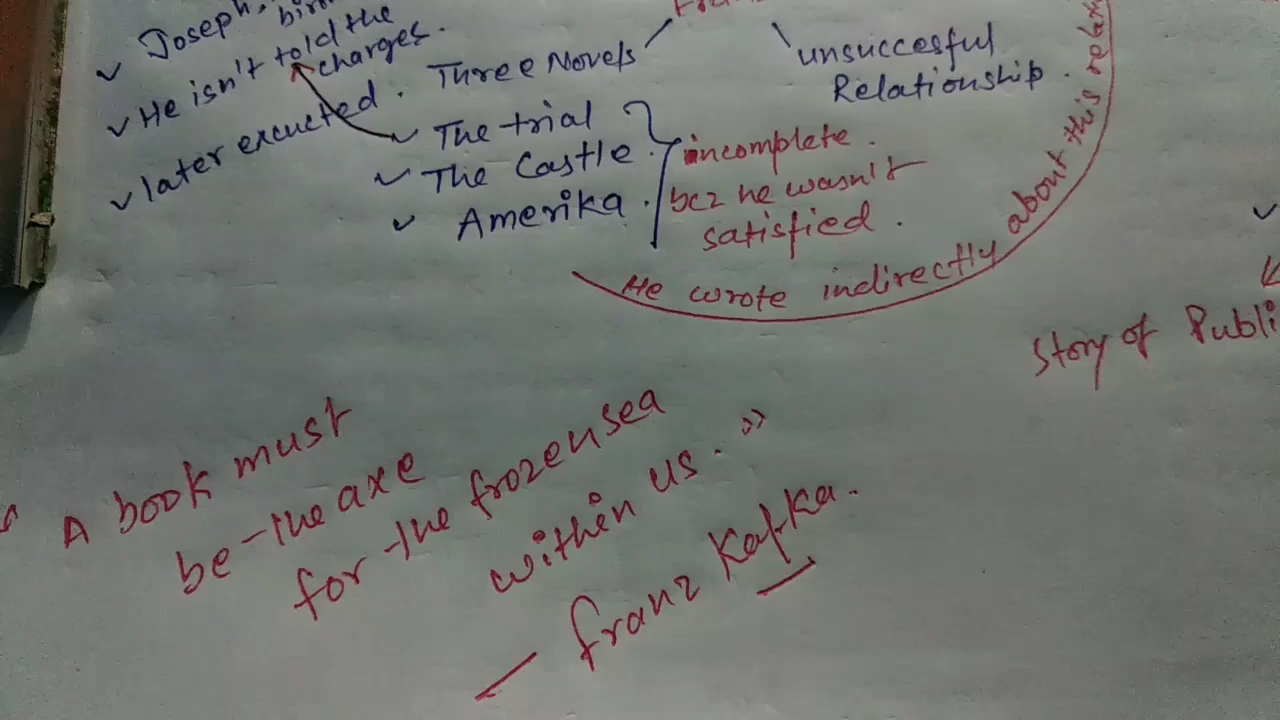 Joseph,
He isn't told the
charges.
later excucted.
Three Novels
The trial
The Castle.
Amerika.
incomplete.
bcz he wasn't
satisfied.
unsuccesful
Relationship.
He wrote indirectly about this
Story of
"A book must
be the axe
for the frozen sea
within us."
— Franz Kafka.